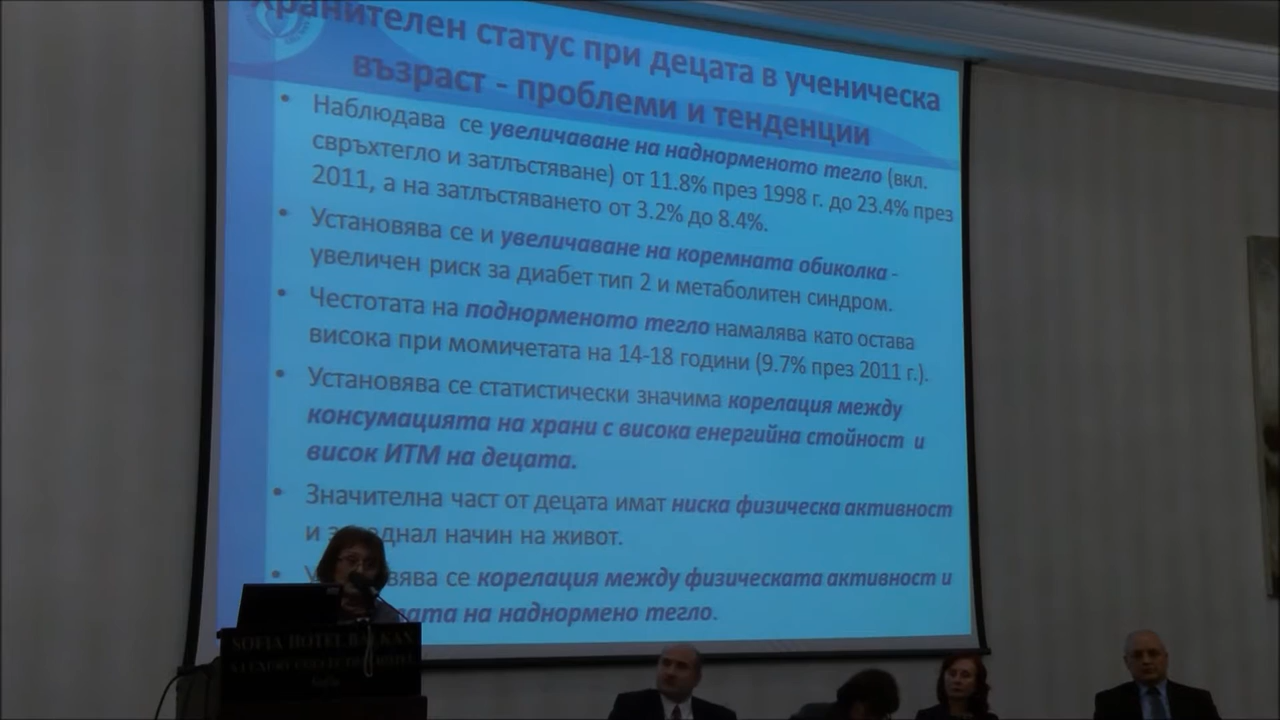 Хранителен статус при децата в ученическа
възраст - проблеми и тенденции
• Наблюдава се увеличаване на наднорменото тегло (вкл.
свръхтегло и затлъстяване) от 11.8% през 1998 г. до 23.4% през
2011, а на затлъстяването от 3.2% до 8.4%.
• Установява се и увеличаване на коремната обиколка -
увеличен риск за диабет тип 2 и метаболитен синдром.
• Честотата на поднорменото тегло намалява като остава
висока при момичетата на 14-18 години (9.7% през 2011 г.).
• Установява се статистически значима корелация между
консумацията на храни с висока енергийна стойност и
висок ИТМ на децата.
• Значителна част от децата имат ниска физическа активност
и начин на живот.
• се корелация между физическата активност и
на наднормено тегло.
SOFIA HOTEL BALKAN